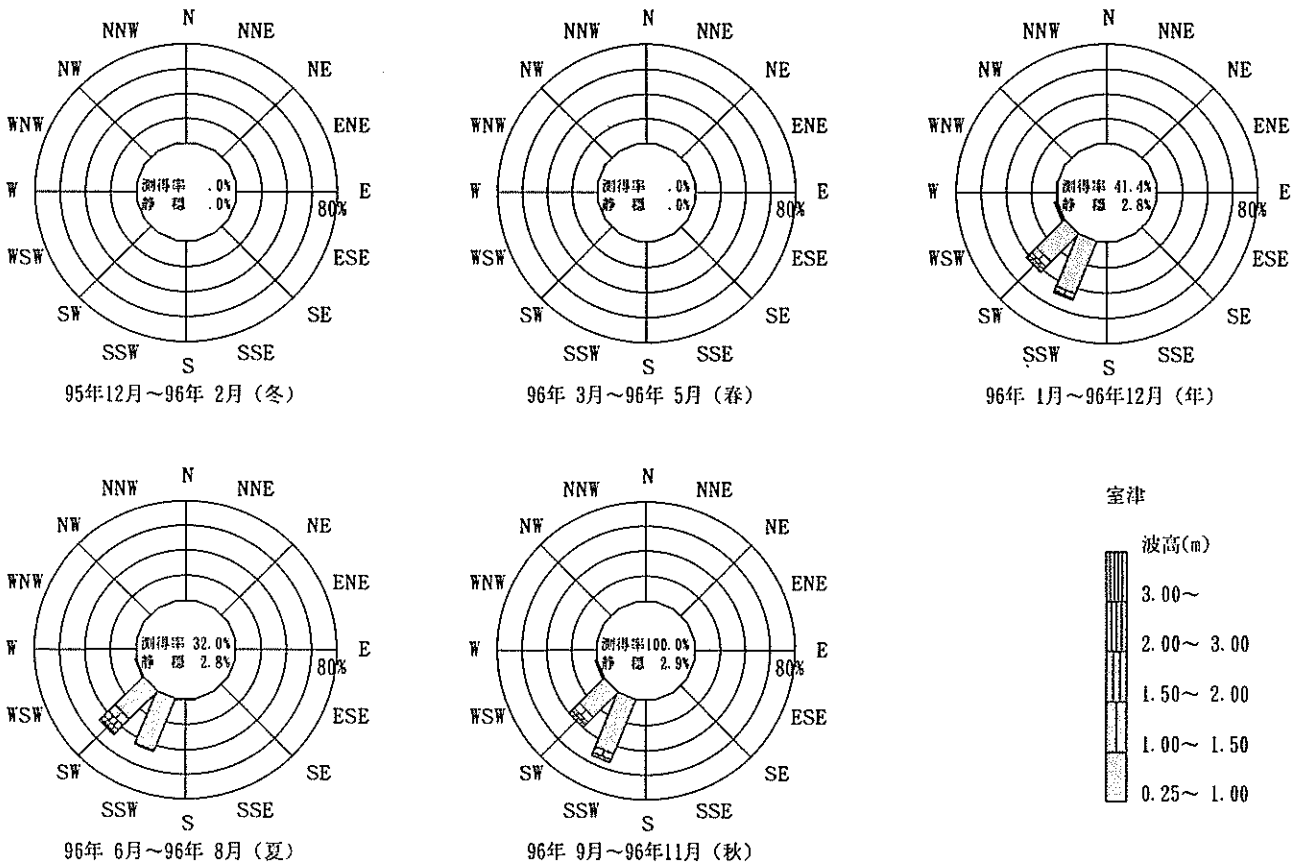 N
NNW NNE
NW NE
WNW ENE
測得率 .0%
静 穏 .0%
W E
80%
WSW ESE
SW SE
SSW SSE
S
95年12月～96年 2月 (冬)
N
NNW NNE
NW NE
WNW ENE
測得率 .0%
静 穏 .0%
W E
80%
WSW ESE
SW SE
SSW SSE
S
96年 3月～96年 5月 (春)
N
NNW NNE
NW NE
WNW ENE
測得率 41.4%
静 穏 2.8%
W E
80%
WSW ESE
SW SE
SSW SSE
S
96年 1月～96年12月 (年)
N
NNW NNE
NW NE
WNW ENE
測得率 32.0%
静 穏 2.8%
W E
80%
WSW ESE
SW SE
SSW SSE
S
96年 6月～96年 8月 (夏)
N
NNW NNE
NW NE
WNW ENE
測得率100.0%
静 穏 2.9%
W E
80%
WSW ESE
SW SE
SSW SSE
S
96年 9月～96年11月 (秋)
室津
波高(m)
3.00～
2.00～ 3.00
1.50～ 2.00
1.00～ 1.50
0.25～ 1.00